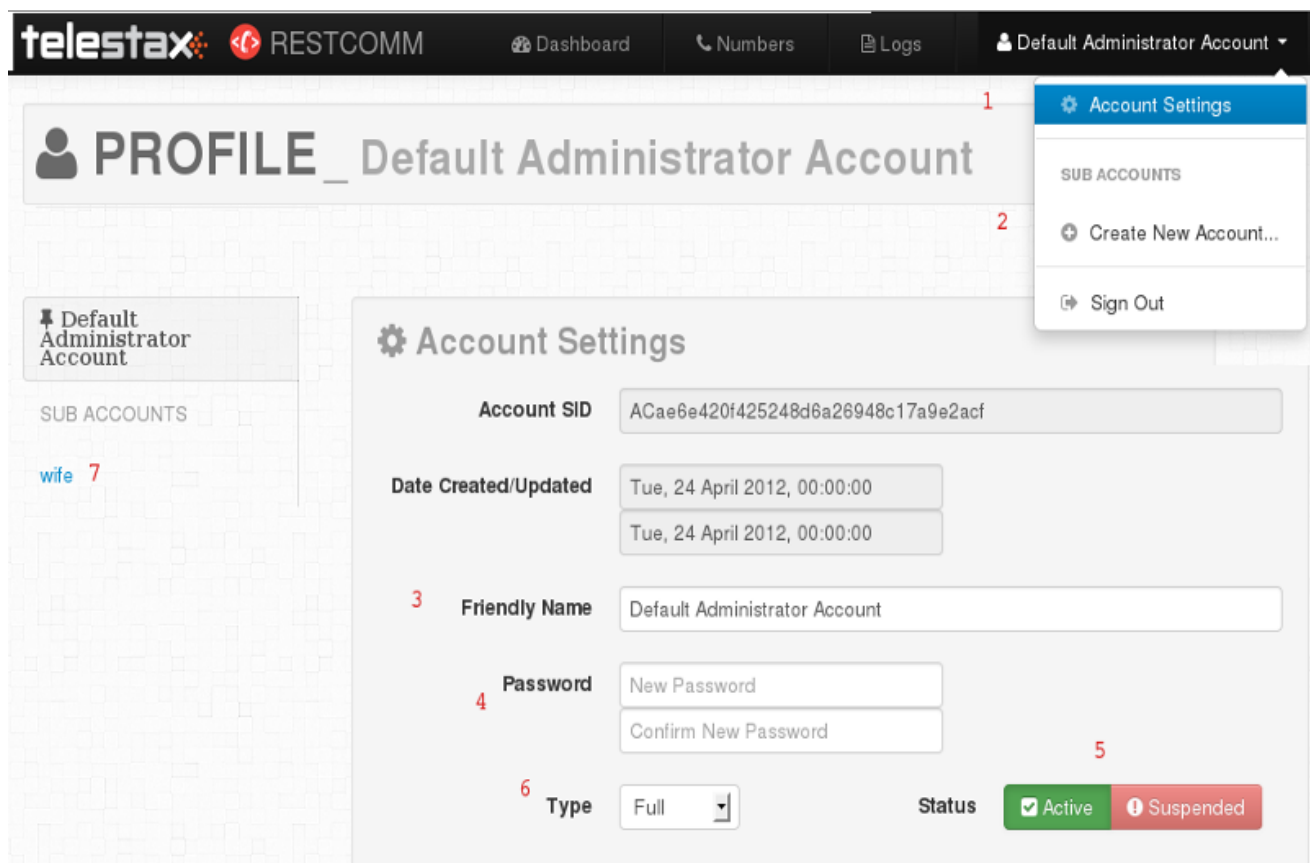 telestax RESTCOMM Dashboard Numbers Logs Default Administrator Account
1 Account Settings
PROFILE_ Default Administrator Account
SUB ACCOUNTS
2 Create New Account...
Sign Out
Default
Administrator
Account
SUB ACCOUNTS
wife 7
Account Settings
Account SID ACae6e420f425248d6a26948c17a9e2acf
Date Created/Updated Tue, 24 April 2012, 00:00:00
Tue, 24 April 2012, 00:00:00
3 Friendly Name Default Administrator Account
4 Password New Password
Confirm New Password
5
6 Type Full Status Active Suspended